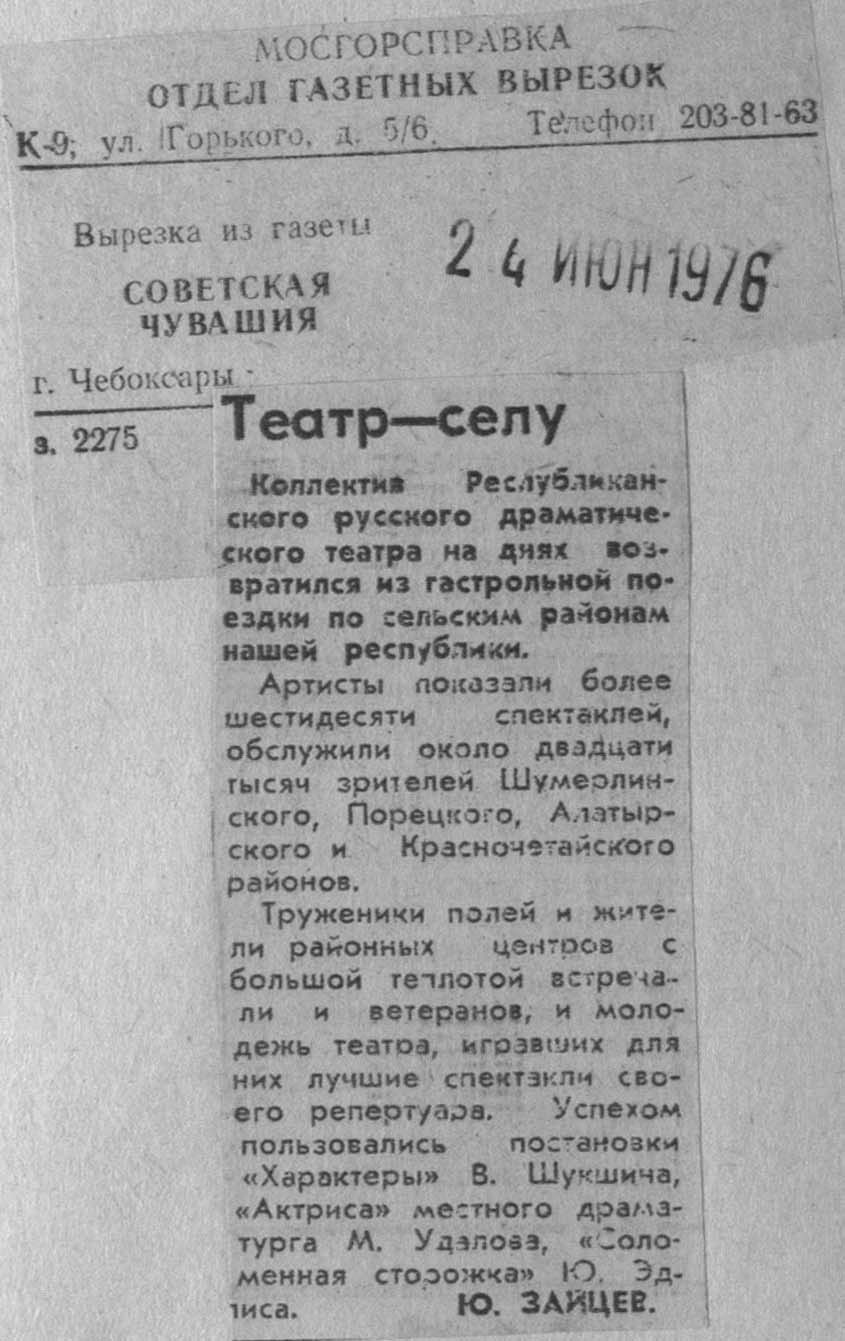 МОСГОРСПРАВКА
ОТДЕЛ ГАЗЕТНЫХ ВЫРЕЗОК
К-9; ул. Горького, д. 5/6. Телефон 203-81-63
Вырезка из газеты
СОВЕТСКАЯ
ЧУВАШИЯ
24 ИЮН 1976
г. Чебоксары
з. 2275
Театр—селу
Коллектив Республикан-
ского русского драматиче-
ского театра на днях воз-
вратился из гастрольной по-
ездки по сельским районам
нашей республики.
Артисты показали более
шестидесяти спектаклей,
обслужили около двадцати
тысяч зрителей Шумерлин-
ского, Порецкого, Алатыр-
ского и Красночетайского
районов.
Труженики полей и жите-
ли районных центров с
большой теплотой встреча-
ли и ветеранов, и моло-
дежь театра, игравших для
них лучшие спектакли сво-
его репертуара. Успехом
пользовались постановки
«Характеры» В. Шукшича,
«Актриса» местного драма-
турга М. Удалова, «Соло-
менная сторожка» Ю. Эд-
лиса. Ю. ЗАЙЦЕВ.